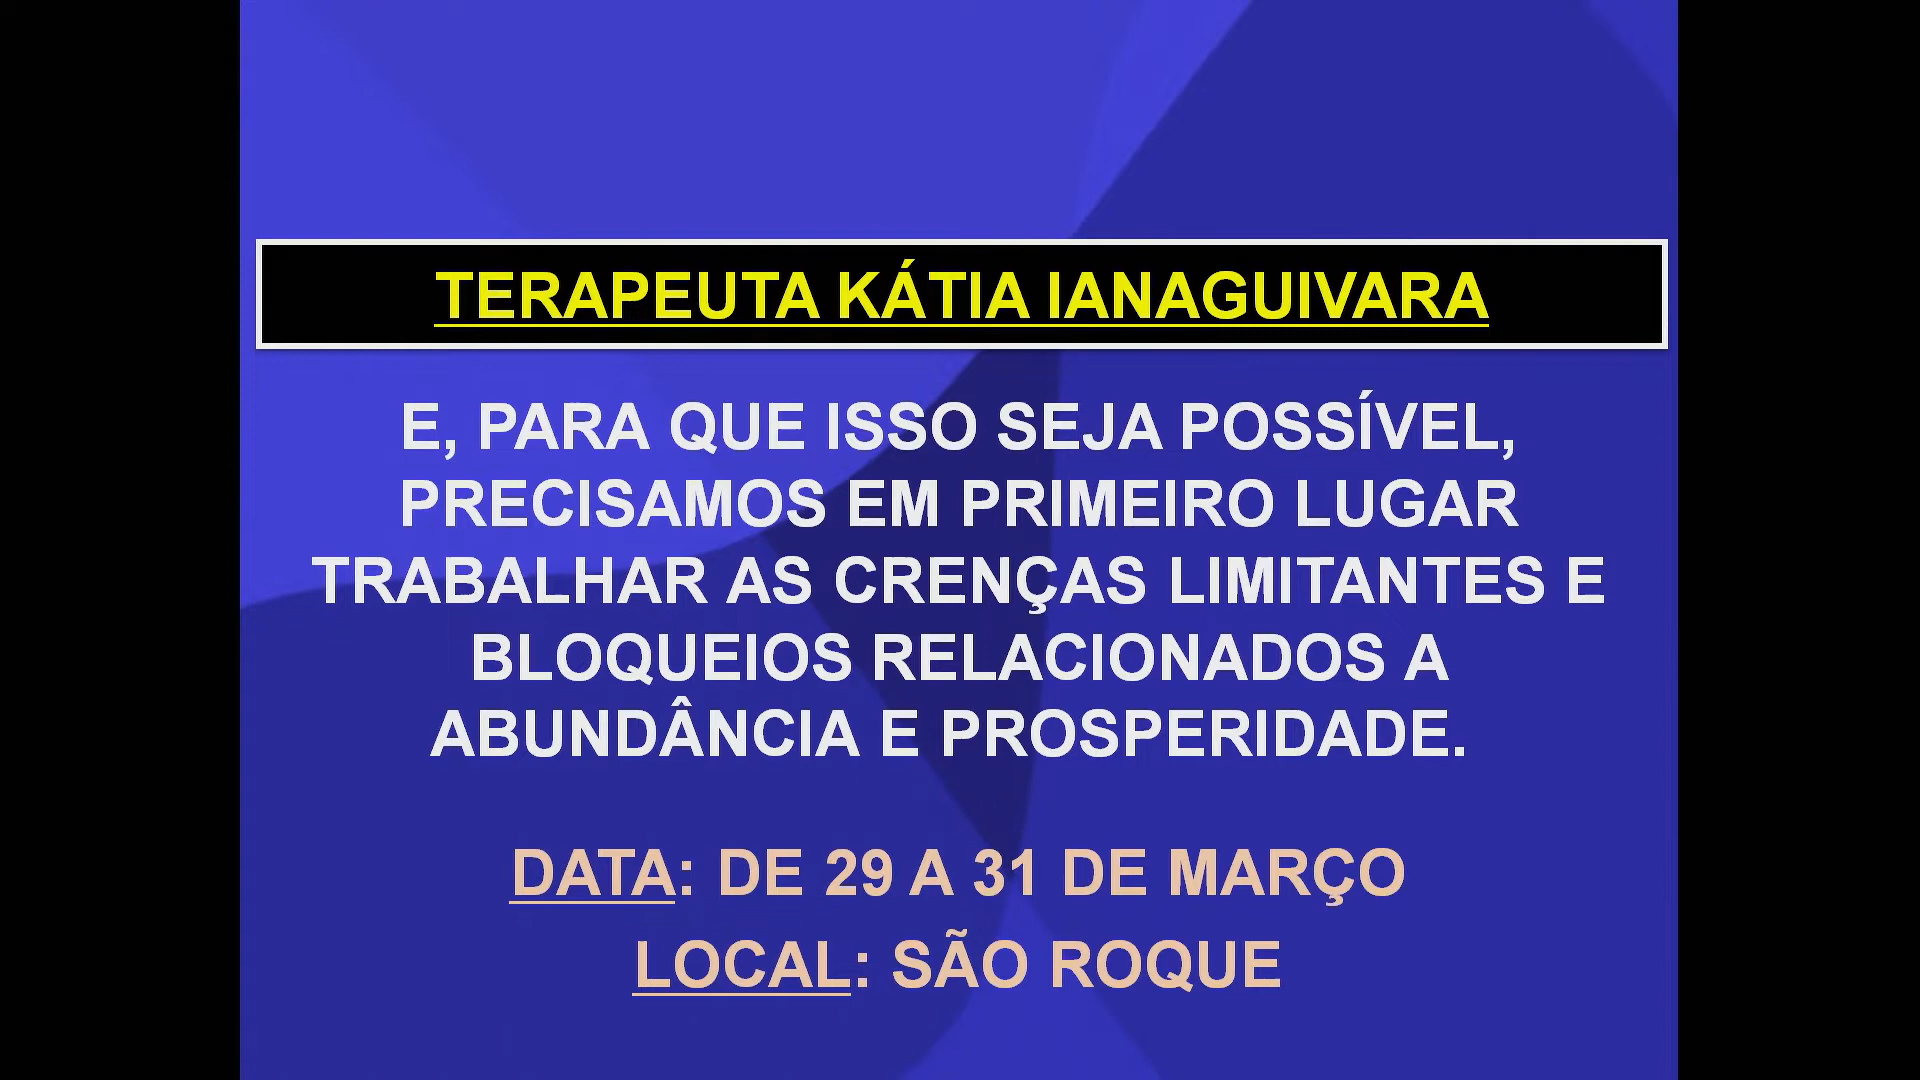 TERAPEUTA KÁTIA IANAGUIVARA
E, PARA QUE ISSO SEJA POSSÍVEL,
PRECISAMOS EM PRIMEIRO LUGAR
TRABALHAR AS CRENÇAS LIMITANTES E
BLOQUEIOS RELACIONADOS A
ABUNDÂNCIA E PROSPERIDADE.
DATA: DE 29 A 31 DE MARÇO
LOCAL: SÃO ROQUE